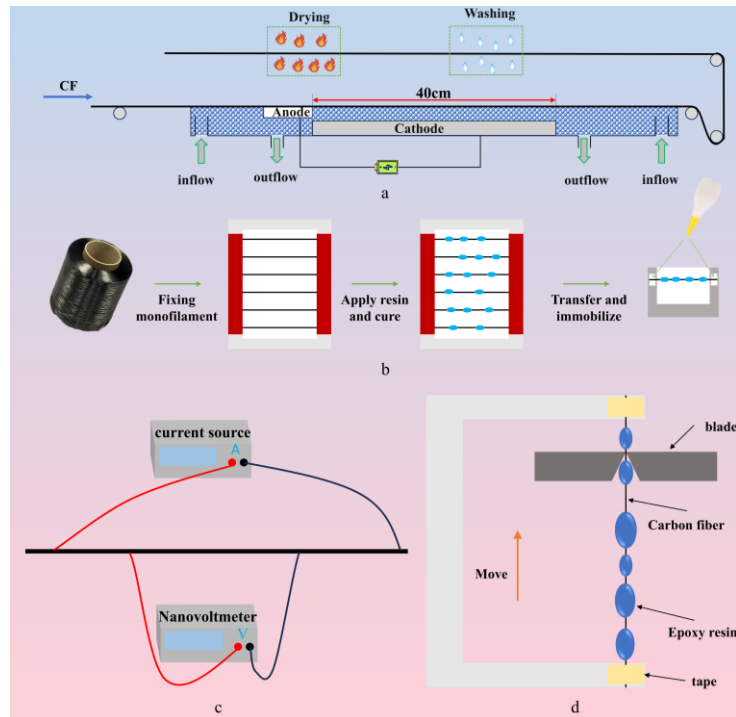 Drying
Washing
CF
40cm
Anode
Cathode
inflow
outflow
outflow
inflow
a
Fixing
monofilament
Apply resin
and cure
Transfer and
immobilize
b
current source
A
Nanovoltmeter
V
c
blade
Carbon fiber
Move
Epoxy resin
tape
d